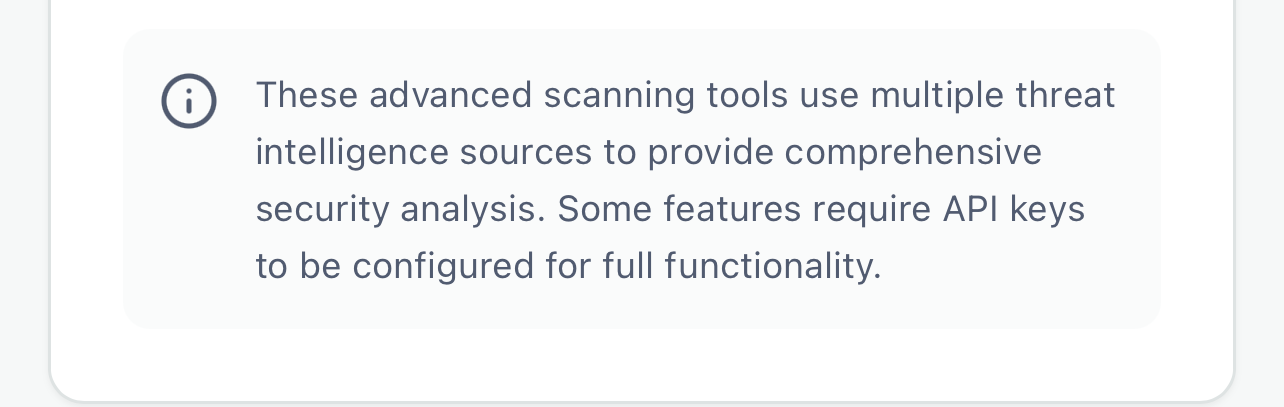 These advanced scanning tools use multiple threat
intelligence sources to provide comprehensive
security analysis. Some features require API keys
to be configured for full functionality.